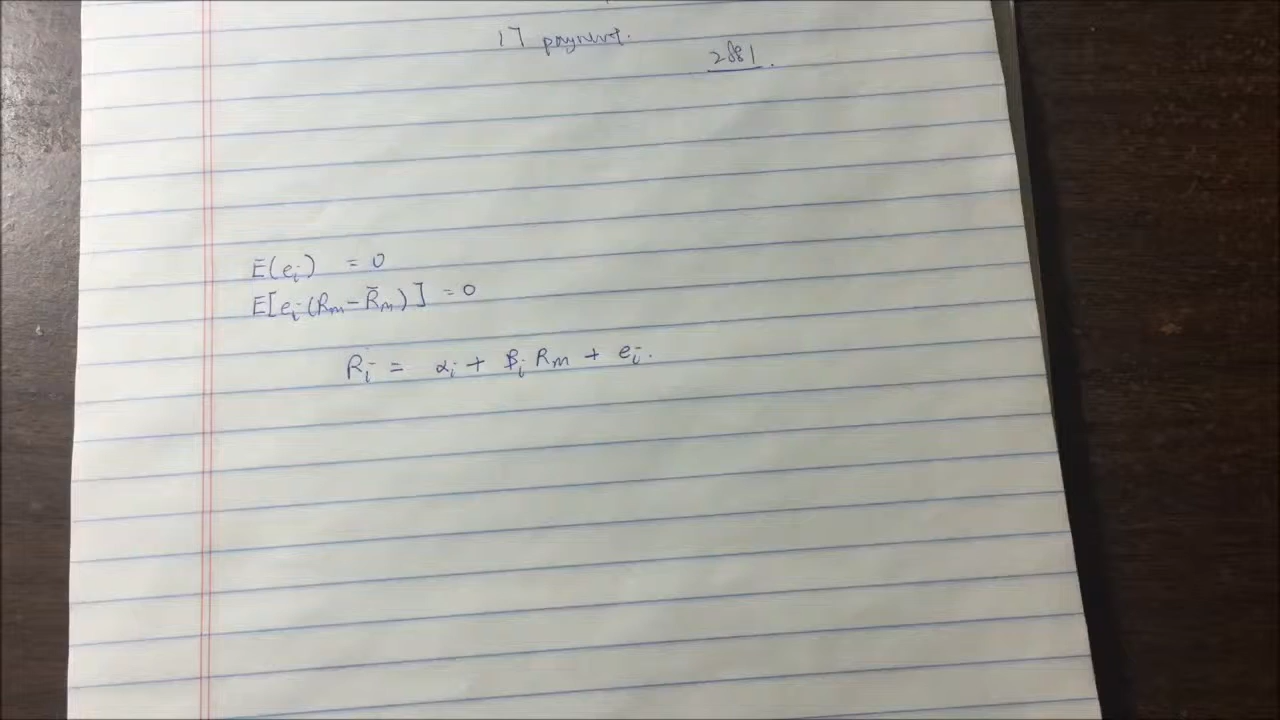 17 payment.
2881.
E(eᵢ) = 0
E[eᵢ(Rₘ - R̄ₘ)] = 0
Rᵢ = αᵢ + βᵢ Rₘ + eᵢ.